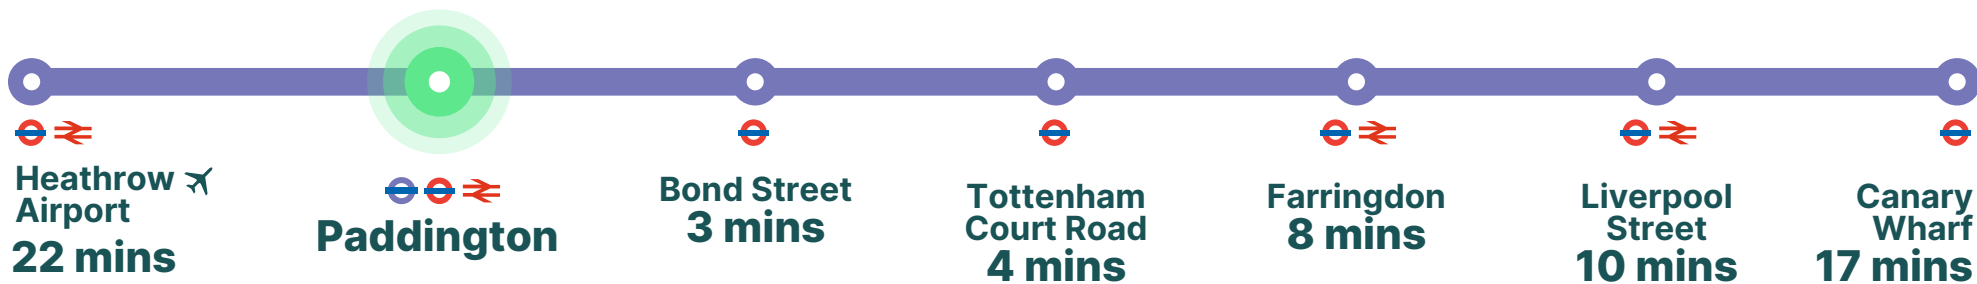 Heathrow
Airport
22 mins
Paddington
Bond Street
3 mins
Tottenham
Court Road
4 mins
Farringdon
8 mins
Liverpool
Street
10 mins
Canary
Wharf
17 mins